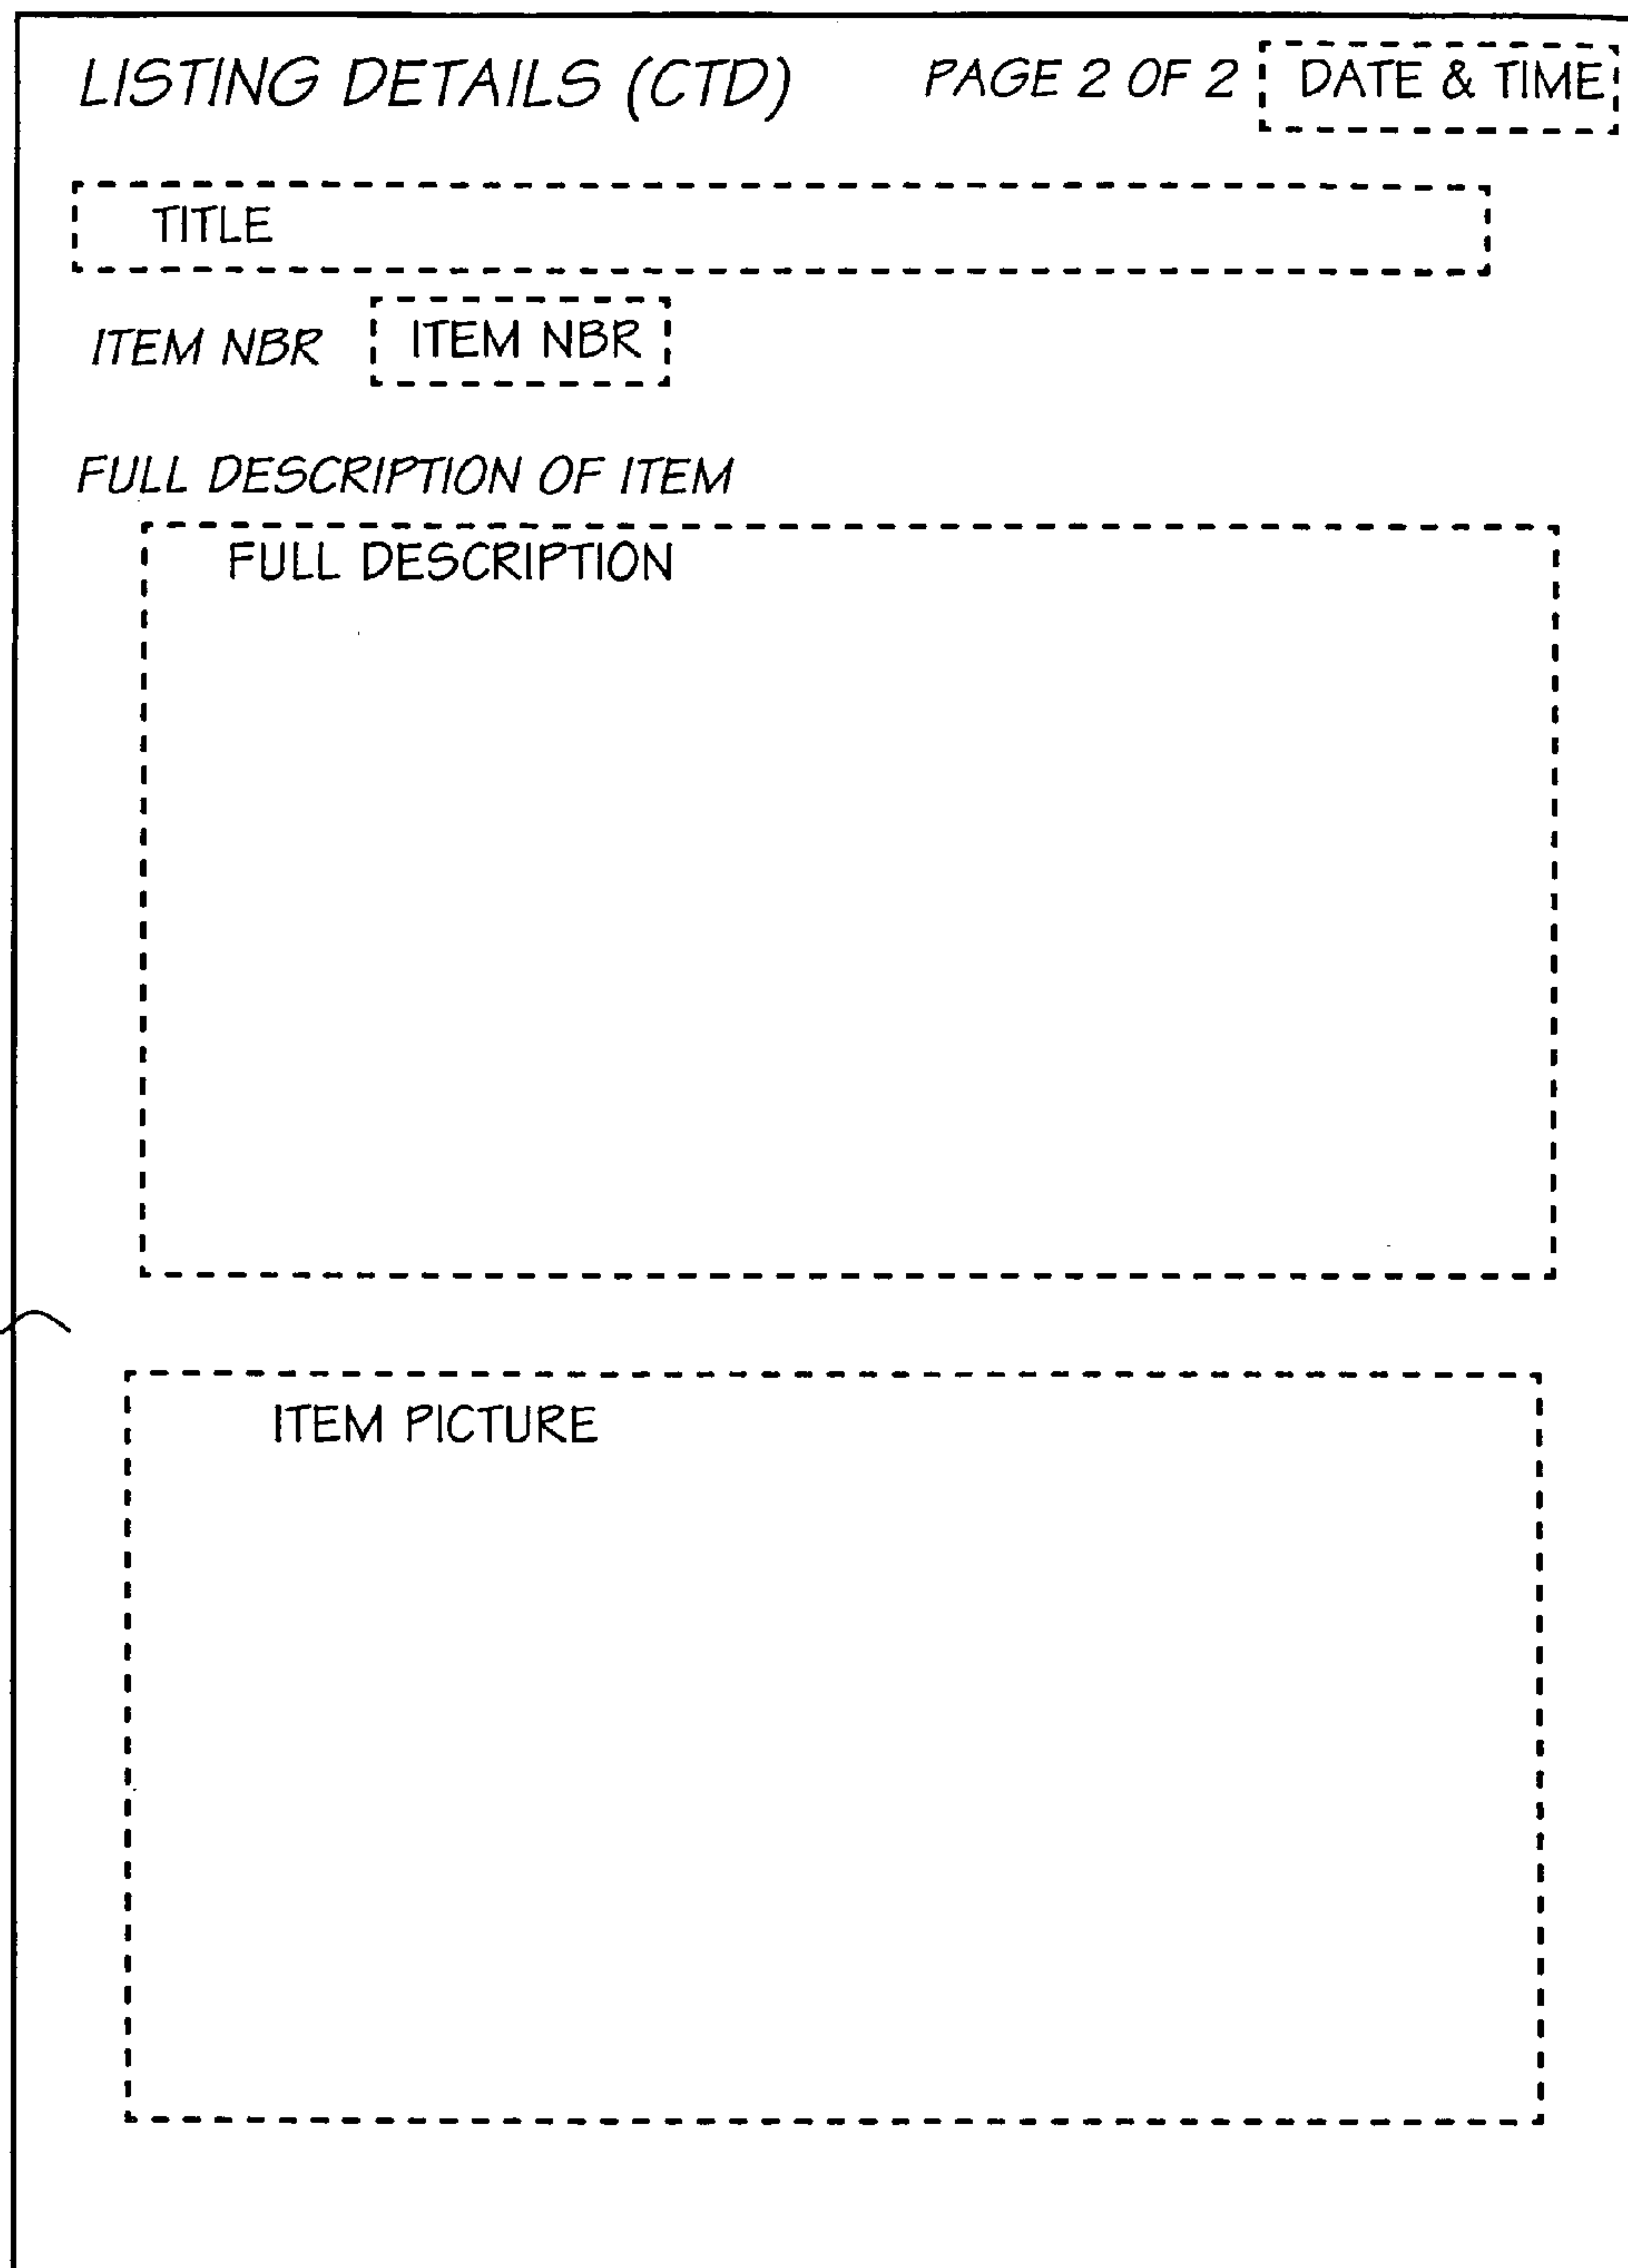 LISTING DETAILS (CTD) PAGE 2 OF 2 DATE & TIME
TITLE
ITEM NBR ITEM NBR
FULL DESCRIPTION OF ITEM
FULL DESCRIPTION
ITEM PICTURE